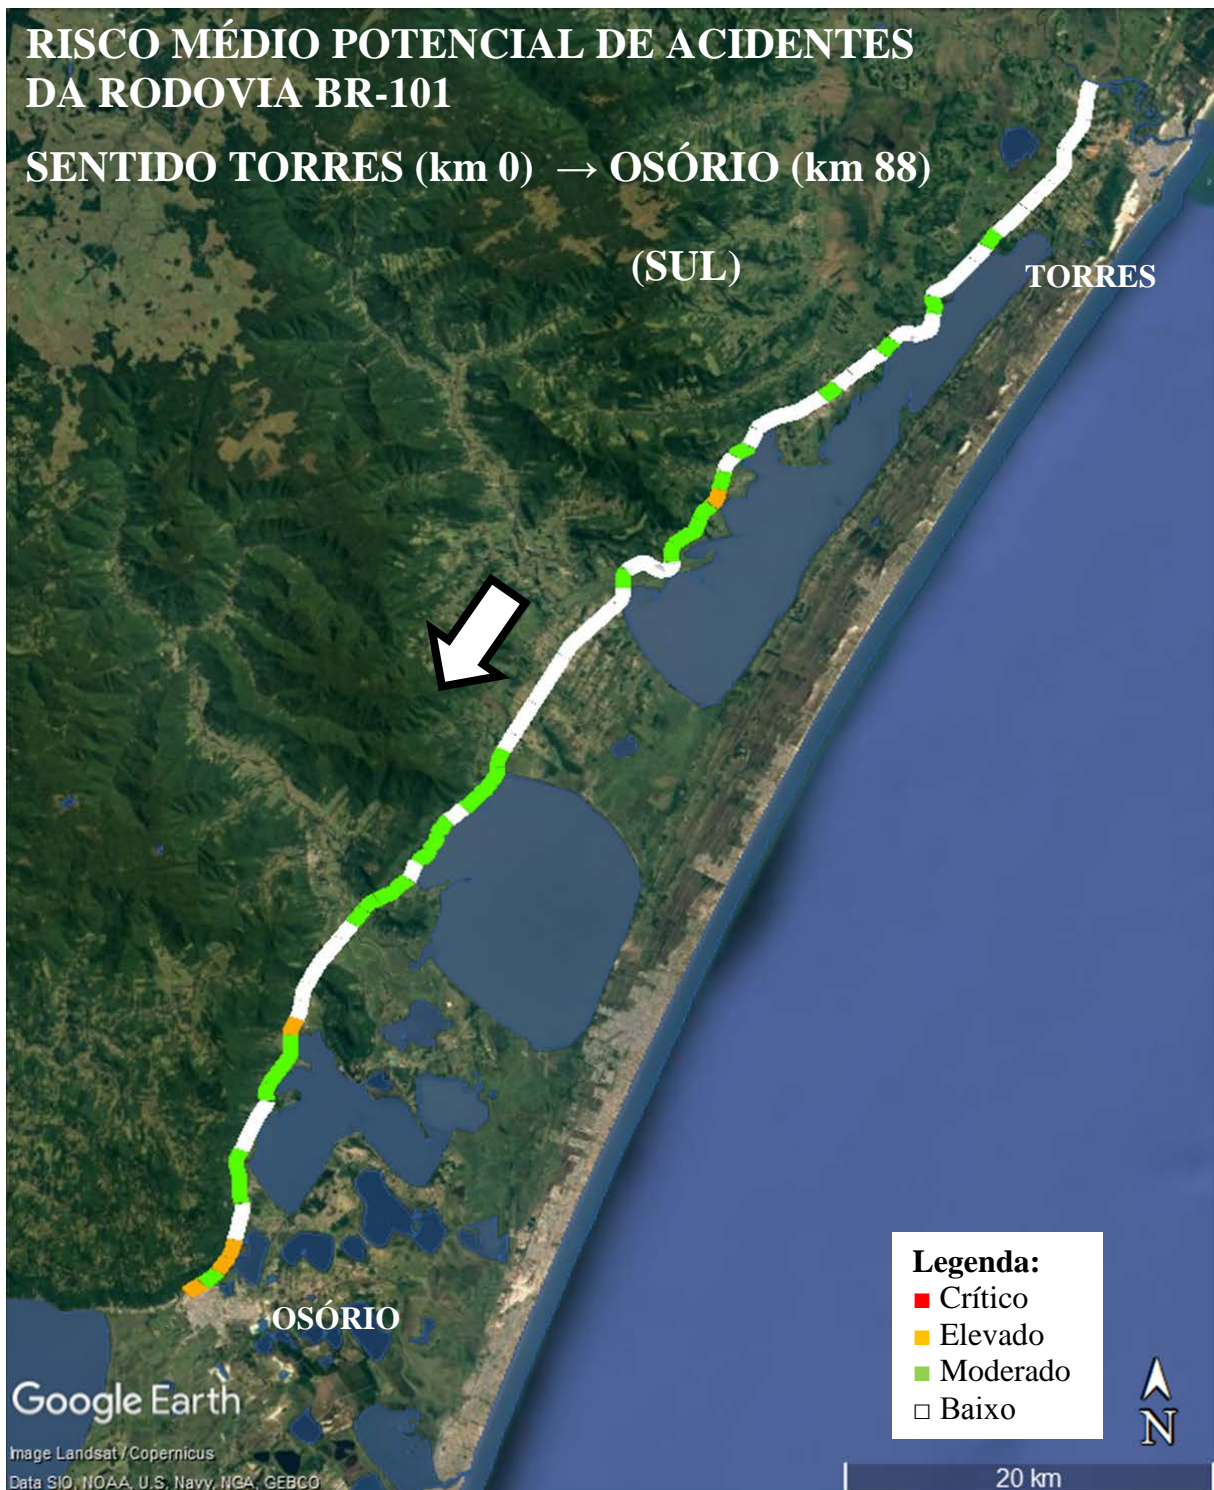 RISCO MÉDIO POTENCIAL DE ACIDENTES
DA RODOVIA BR-101
SENTIDO TORRES (km 0) → OSÓRIO (km 88)
(SUL)
TORRES
OSÓRIO
Legenda:
Crítico
Elevado
Moderado
Baixo
N
20 km
Google Earth
Image Landsat / Copernicus
Data SIO, NOAA, U.S. Navy, NGA, GEBCO